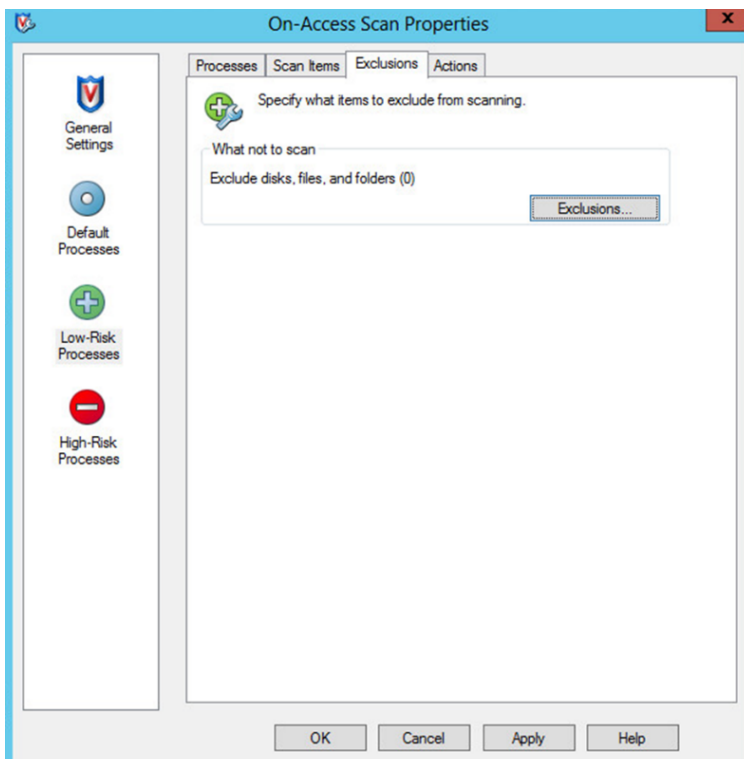 On-Access Scan Properties
x
General
Settings
Default
Processes
Low-Risk
Processes
High-Risk
Processes
Processes Scan Items Exclusions Actions
Specify what items to exclude from scanning.
What not to scan
Exclude disks, files, and folders (0)
Exclusions...
OK Cancel Apply Help